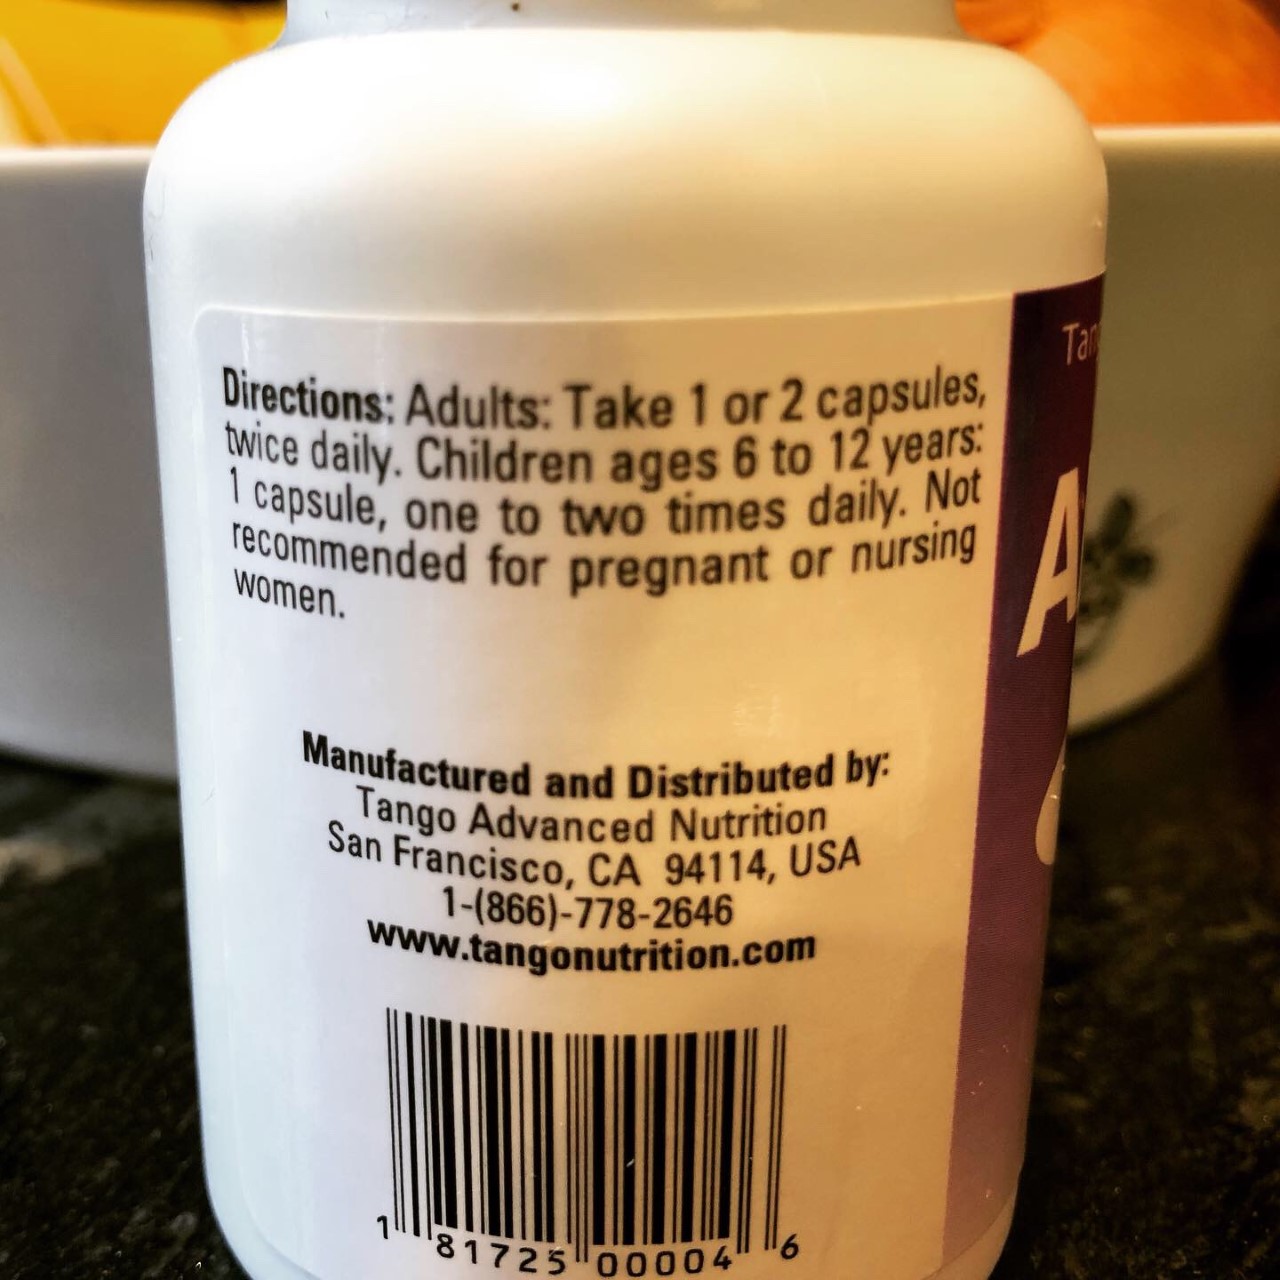 Directions: Adults: Take 1 or 2 capsules,
twice daily. Children ages 6 to 12 years:
1 capsule, one to two times daily. Not
recommended for pregnant or nursing
women.
Manufactured and Distributed by:
Tango Advanced Nutrition
San Francisco, CA 94114, USA
1-(866)-778-2646
www.tangonutrition.com
1 81725 00004 6